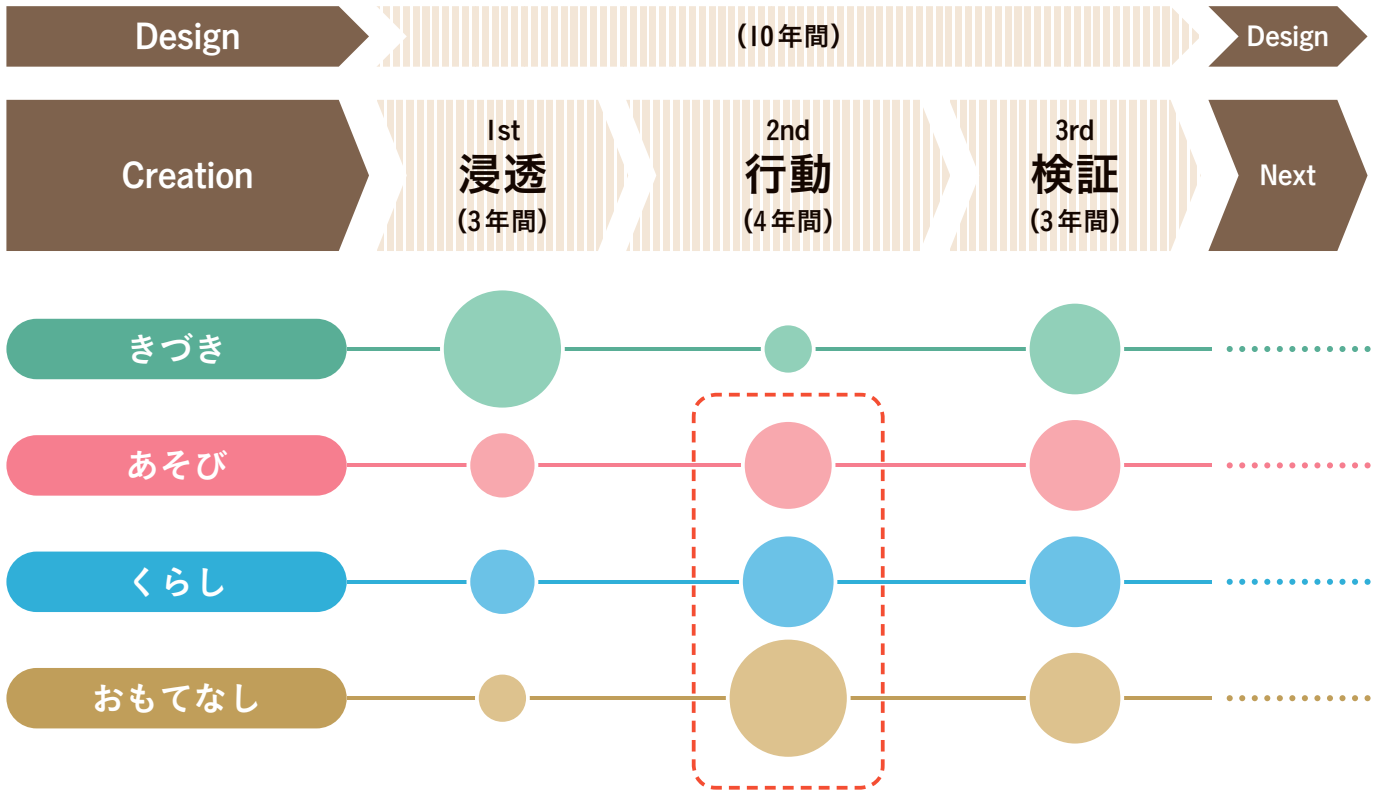 Design
(10年間)
Design
Creation
1st
浸透
(3年間)
2nd
行動
(4年間)
3rd
検証
(3年間)
Next
きづき
あそび
くらし
おもてなし